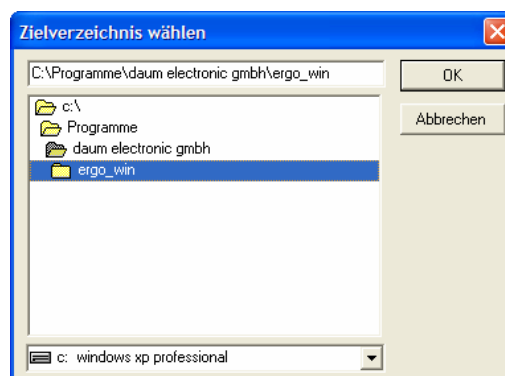 Zielverzeichnis wählen
C:\Programme\daum electronic gmbh\ergo_win
OK
Abbrechen
c:\
Programme
daum electronic gmbh
ergo_win
c: windows xp professional